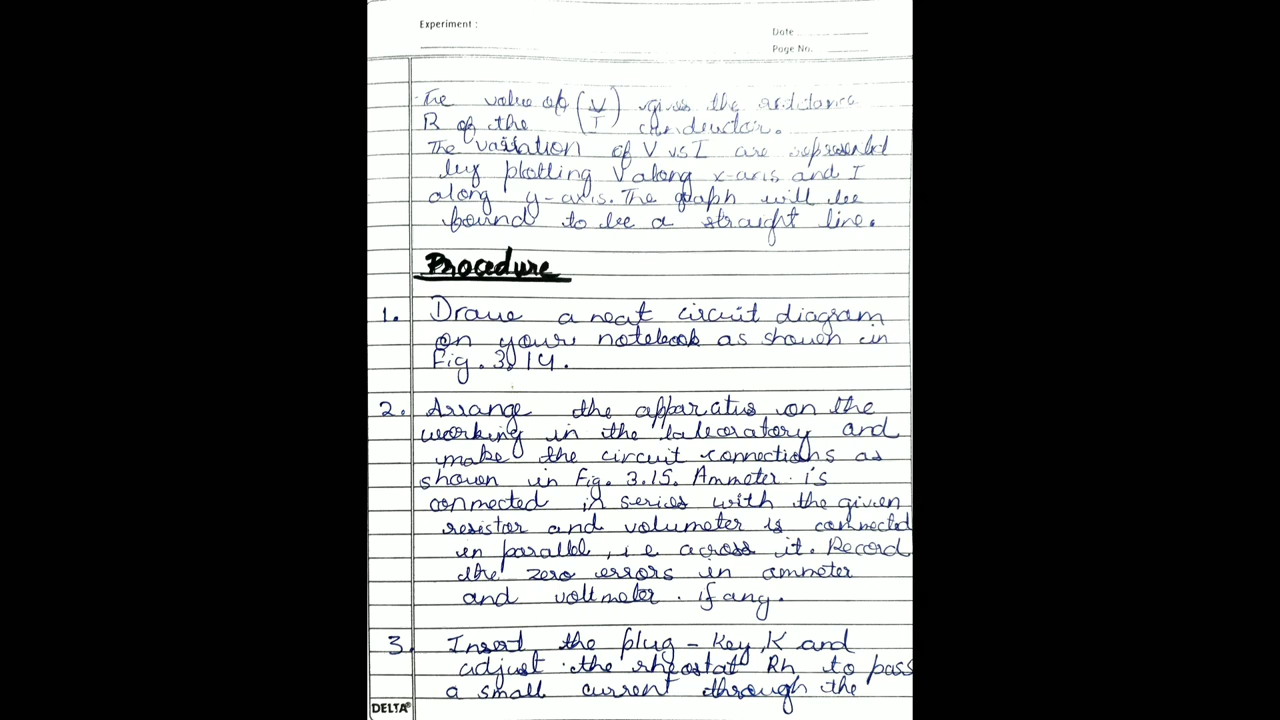 Experiment :
Date
Page No.
The value of (V/I) gives the resistance
R of the conductor.
The variation of V vs I are represented
by plotting V along x-axis and I
along y-axis. The graph will be
found to be a straight line.
Procedure
1. Draw a neat circuit diagram
on your notebook as shown in
Fig. 3.14.
2. Arrange the apparatus on the
working in the laboratory and
make the circuit connections as
shown in Fig. 3.15. Ammeter is
connected in series with the given
resistor and volumeter is connected
in parallel, i.e across it. Record
the zero errors in ammeter
and voltmeter. if any.
3. Insert the plug - Key, K and
adjust the rheostat Rh to pass
a small current through the
DELTA®